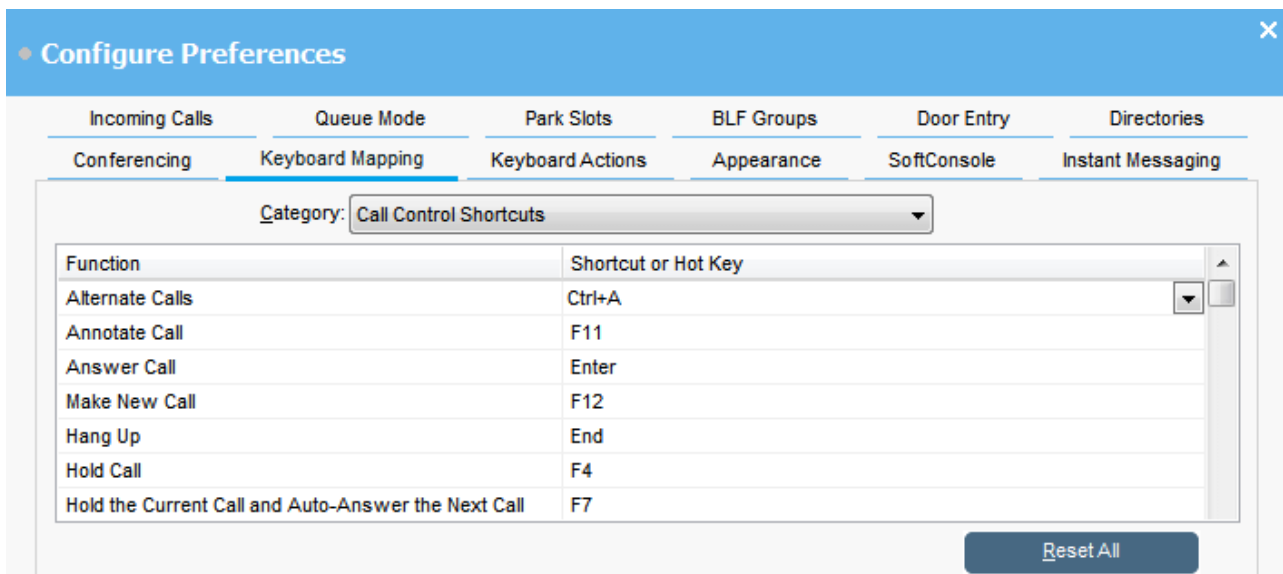 Configure Preferences
Incoming Calls Queue Mode Park Slots BLF Groups Door Entry Directories
Conferencing Keyboard Mapping Keyboard Actions Appearance SoftConsole Instant Messaging
Category: Call Control Shortcuts
Function Shortcut or Hot Key
Alternate Calls Ctrl+A
Annotate Call F11
Answer Call Enter
Make New Call F12
Hang Up End
Hold Call F4
Hold the Current Call and Auto-Answer the Next Call F7
Reset All